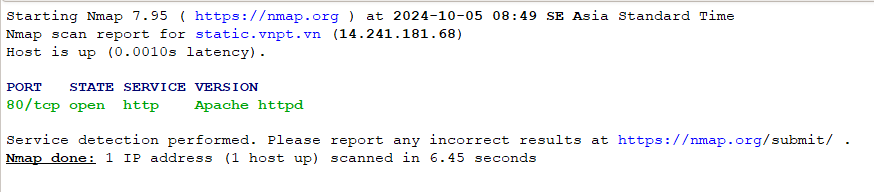 Starting Nmap 7.95 ( https://nmap.org ) at 2024-10-05 08:49 SE Asia Standard Time
Nmap scan report for static.vnpt.vn (14.241.181.68)
Host is up (0.0010s latency).
PORT   STATE SERVICE VERSION
80/tcp open  http    Apache httpd
Service detection performed. Please report any incorrect results at https://nmap.org/submit/ .
Nmap done: 1 IP address (1 host up) scanned in 6.45 seconds